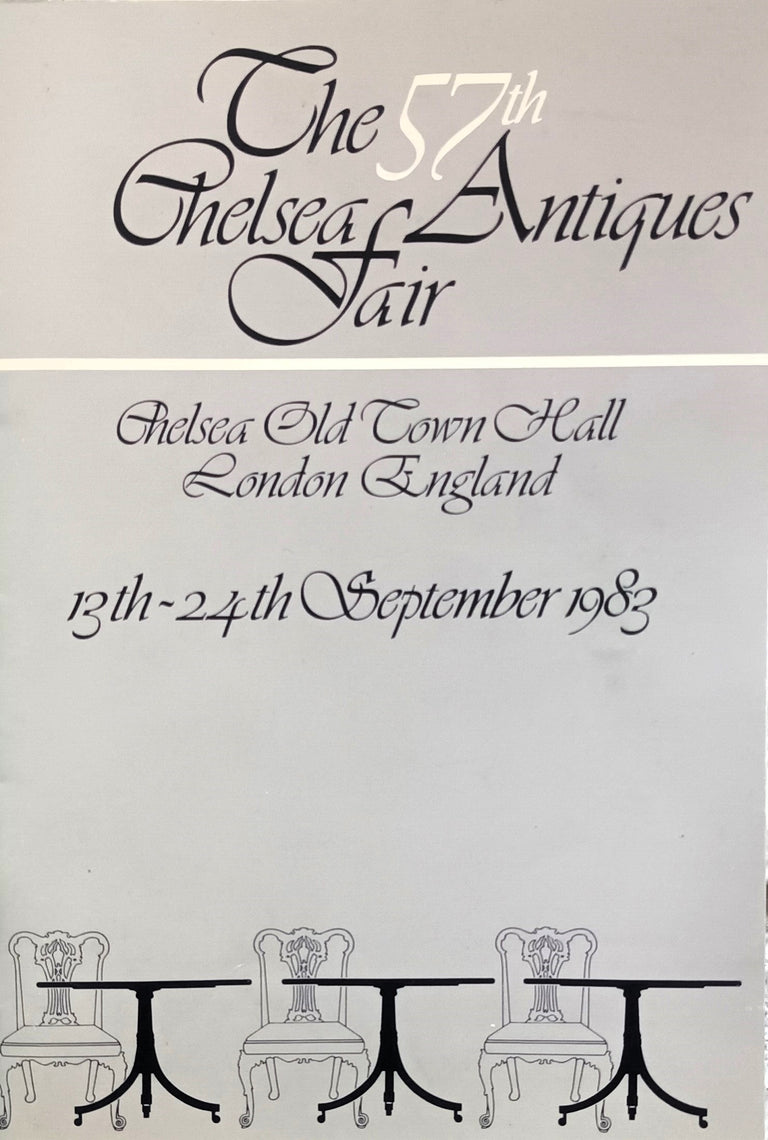 The 57th
Chelsea Antiques
Fair
Chelsea Old Town Hall
London England
13th-24th September 1983